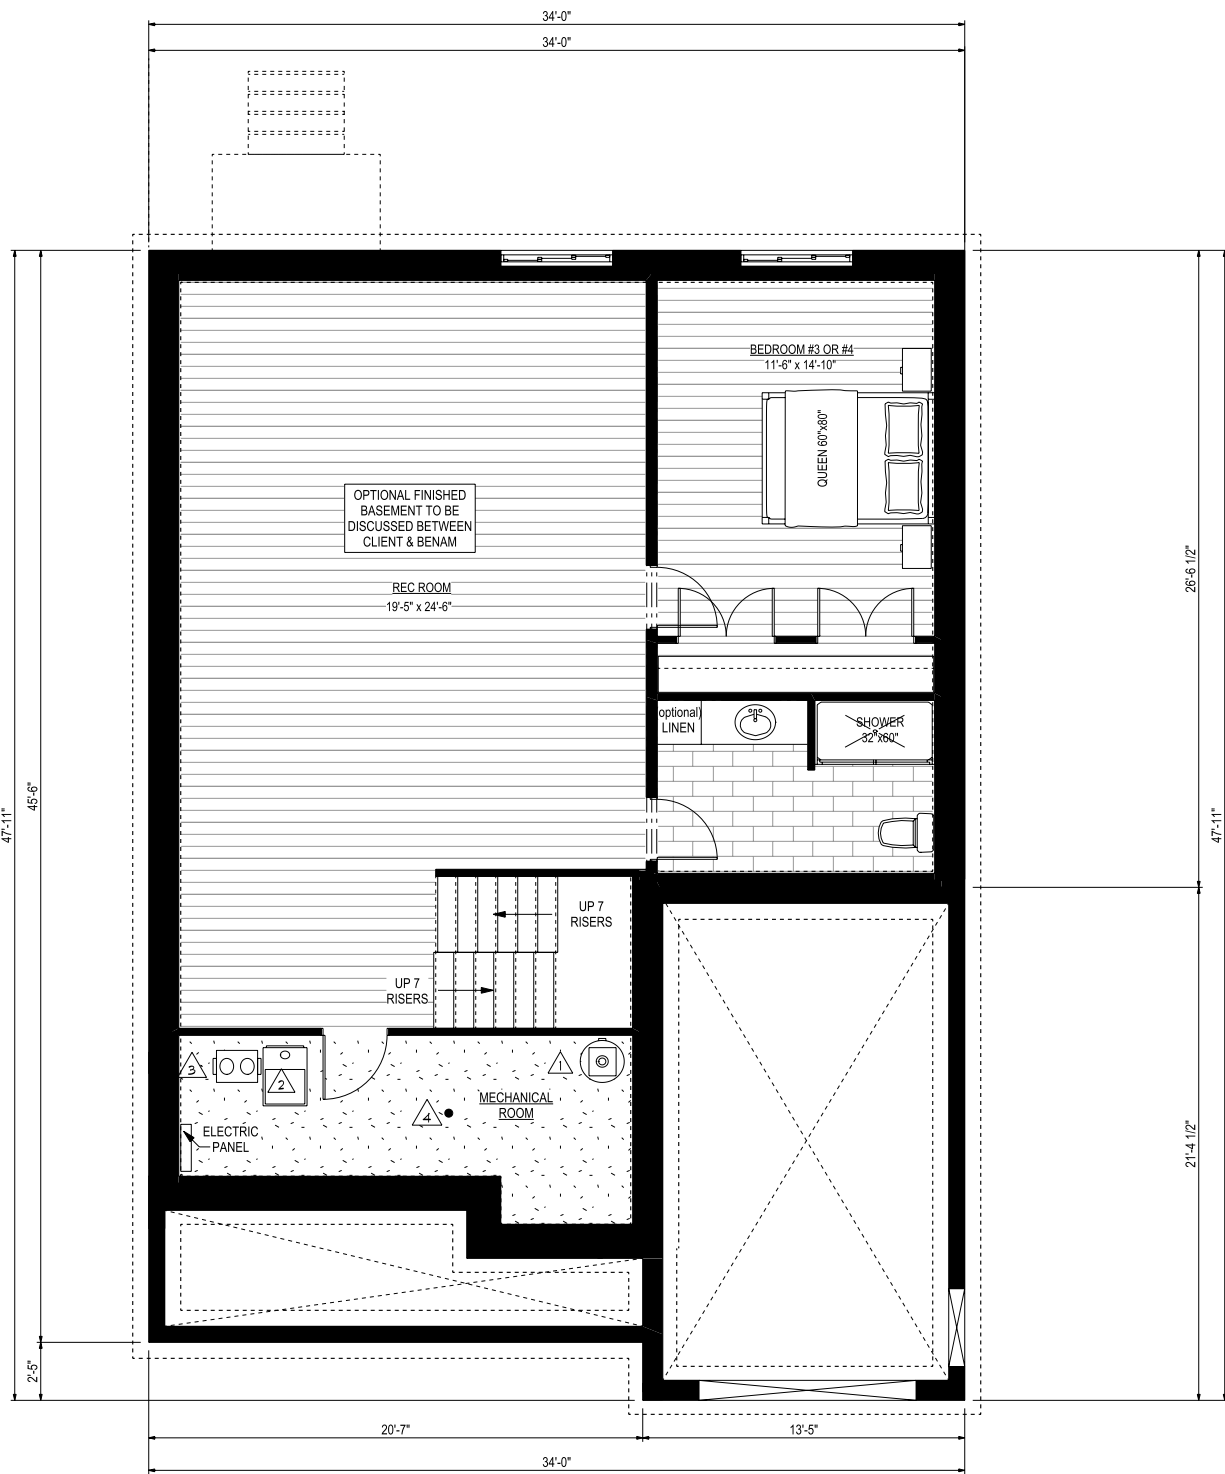 34'-0"
34'-0"
BEDROOM #3 OR #4
11'-6" x 14'-10"
QUEEN 60"x80"
OPTIONAL FINISHED
BASEMENT TO BE
DISCUSSED BETWEEN
CLIENT & BENAM
REC ROOM
19'-5" x 24'-6"
26'-6 1/2"
47'-11"
45'-6"
47'-11"
(optional)
LINEN
SHOWER
32"x60"
UP 7
RISERS
UP 7
RISERS
3
2
1
4
MECHANICAL
ROOM
ELECTRIC
PANEL
21'-4 1/2"
2'-5"
20'-7"
13'-5"
34'-0"